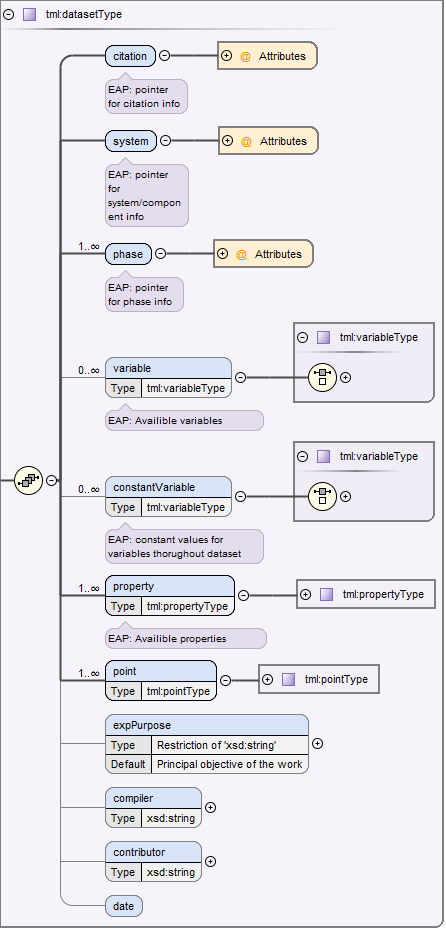 tml:datasetType
citation
@ Attributes
EAP: pointer
for citation info
system
@ Attributes
EAP: pointer
for
system/compon
ent info
1..∞
phase
@ Attributes
EAP: pointer
for phase info
tml:variableType
0..∞
variable
Type tml:variableType
EAP: Availible variables
tml:variableType
0..∞
constantVariable
Type tml:variableType
EAP: constant values for
variables thorughout dataset
1..∞
property
Type tml:propertyType
tml:propertyType
EAP: Availible properties
1..∞
point
Type tml:pointType
tml:pointType
expPurpose
Type Restriction of 'xsd:string'
Default Principal objective of the work
compiler
Type xsd:string
contributor
Type xsd:string
date